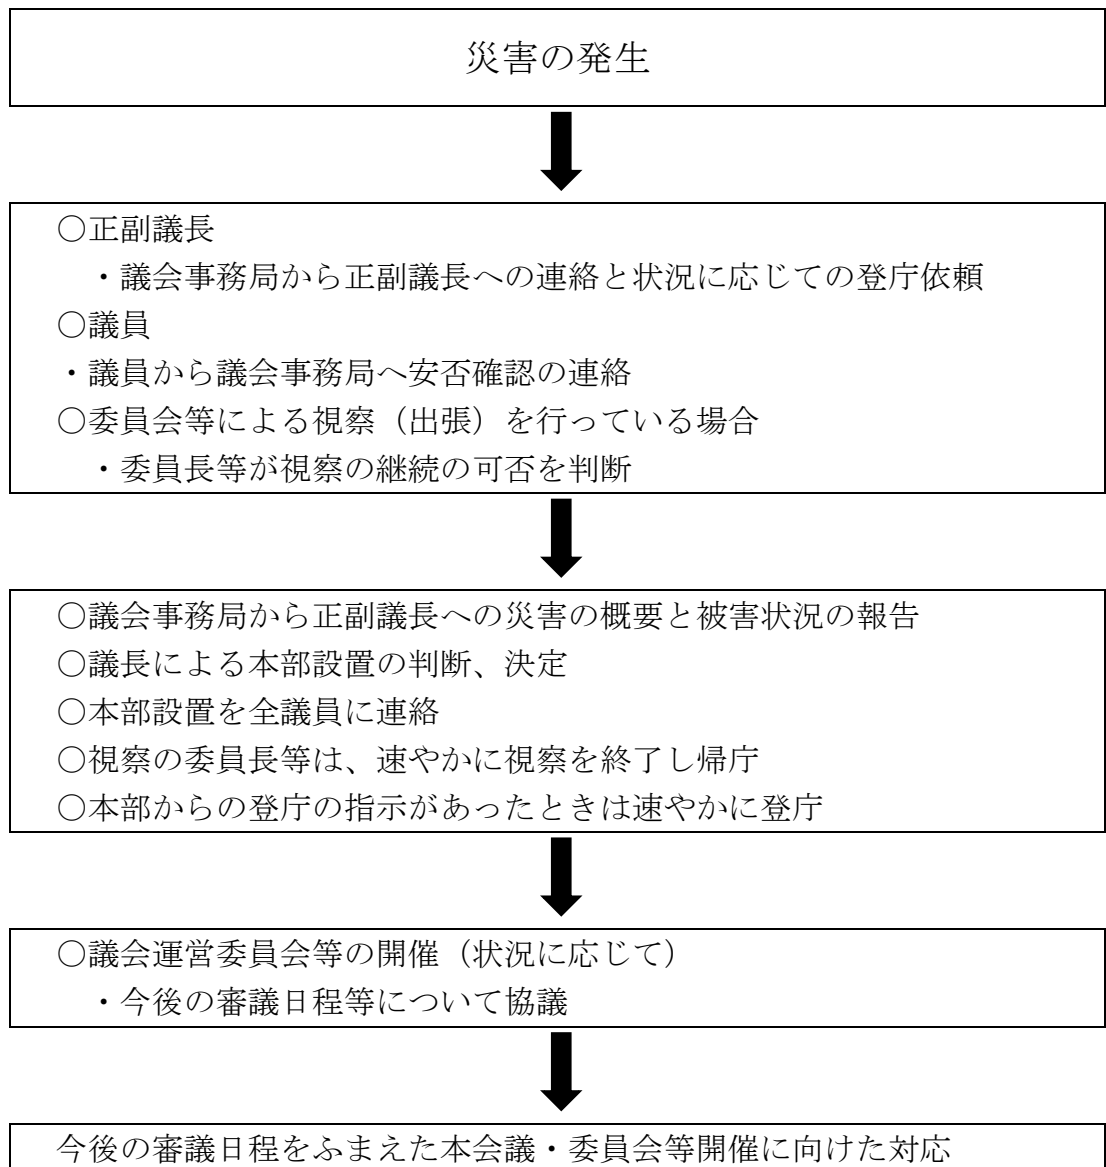 災害の発生
○正副議長
・議会事務局から正副議長への連絡と状況に応じての登庁依頼
○議員
・議員から議会事務局へ安否確認の連絡
○委員会等による視察（出張）を行っている場合
・委員長等が視察の継続の可否を判断
○議会事務局から正副議長への災害の概要と被害状況の報告
○議長による本部設置の判断、決定
○本部設置を全議員に連絡
○視察の委員長等は、速やかに視察を終了し帰庁
○本部からの登庁の指示があったときは速やかに登庁
○議会運営委員会等の開催（状況に応じて）
・今後の審議日程等について協議
今後の審議日程をふまえた本会議・委員会等開催に向けた対応